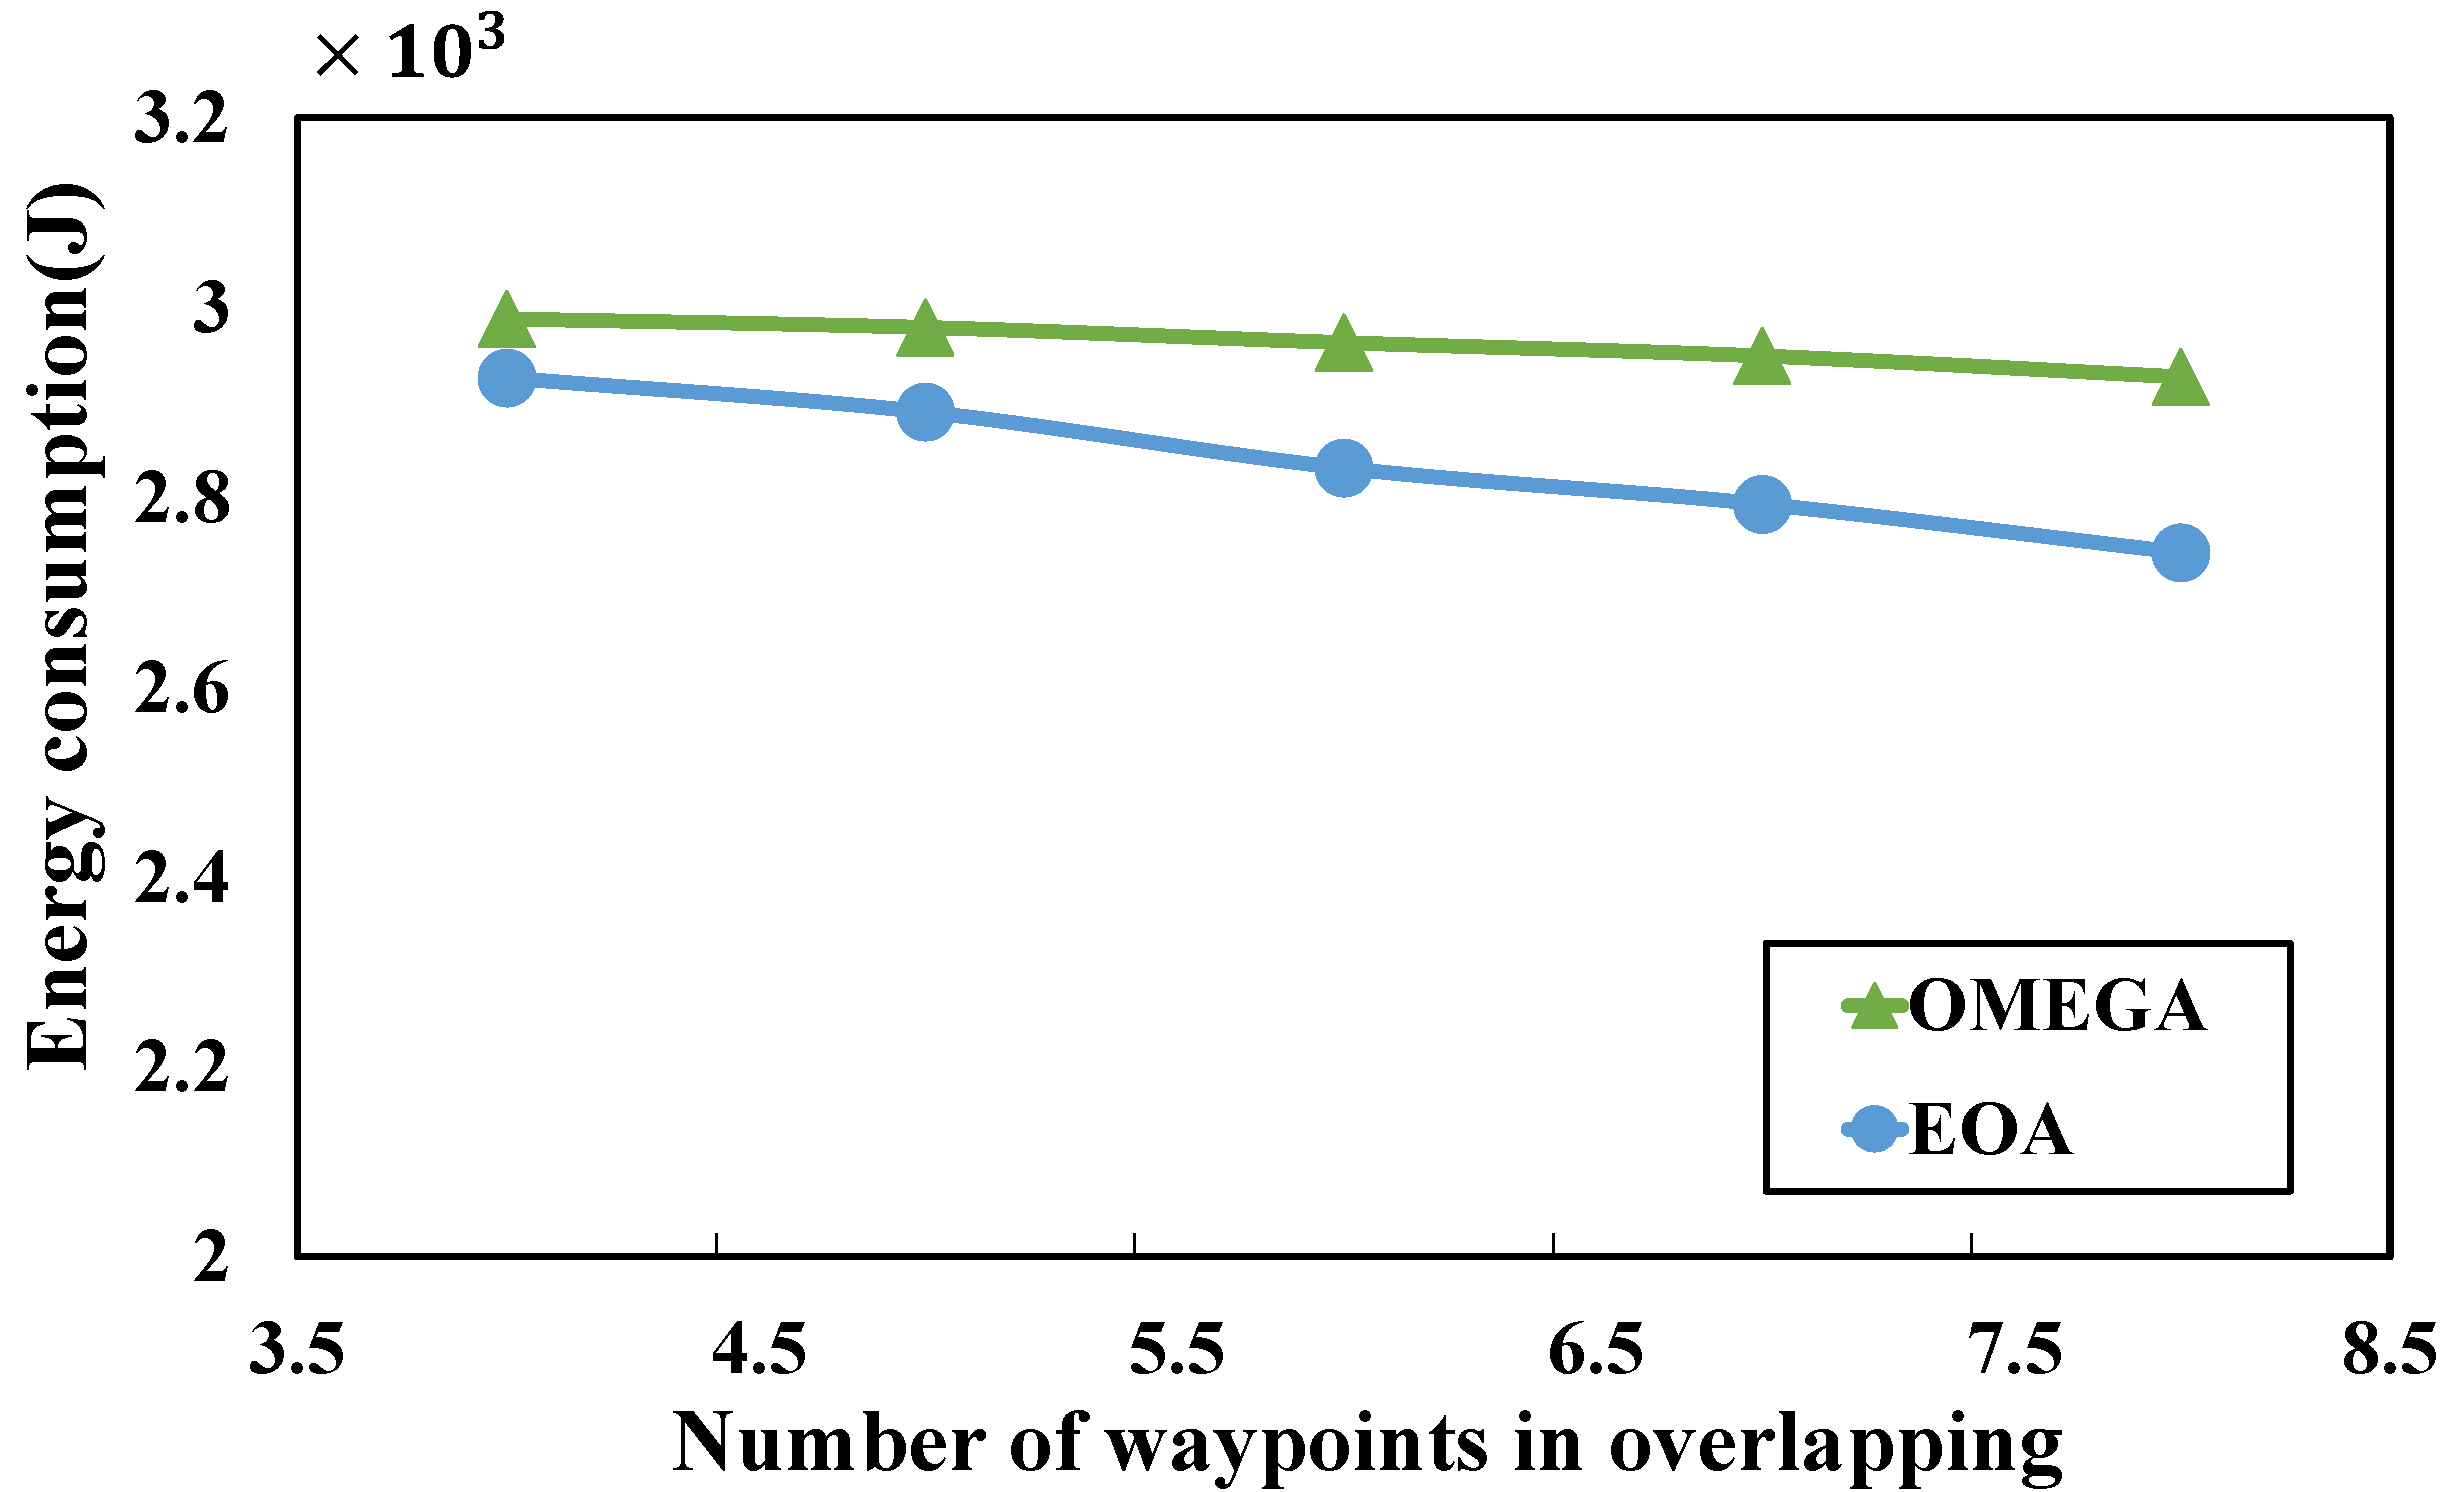 × 10³
3.2
3
2.8
2.6
2.4
2.2
2
Energy consumption(J)
OMEGA
EOA
3.5 4.5 5.5 6.5 7.5 8.5
Number of waypoints in overlapping